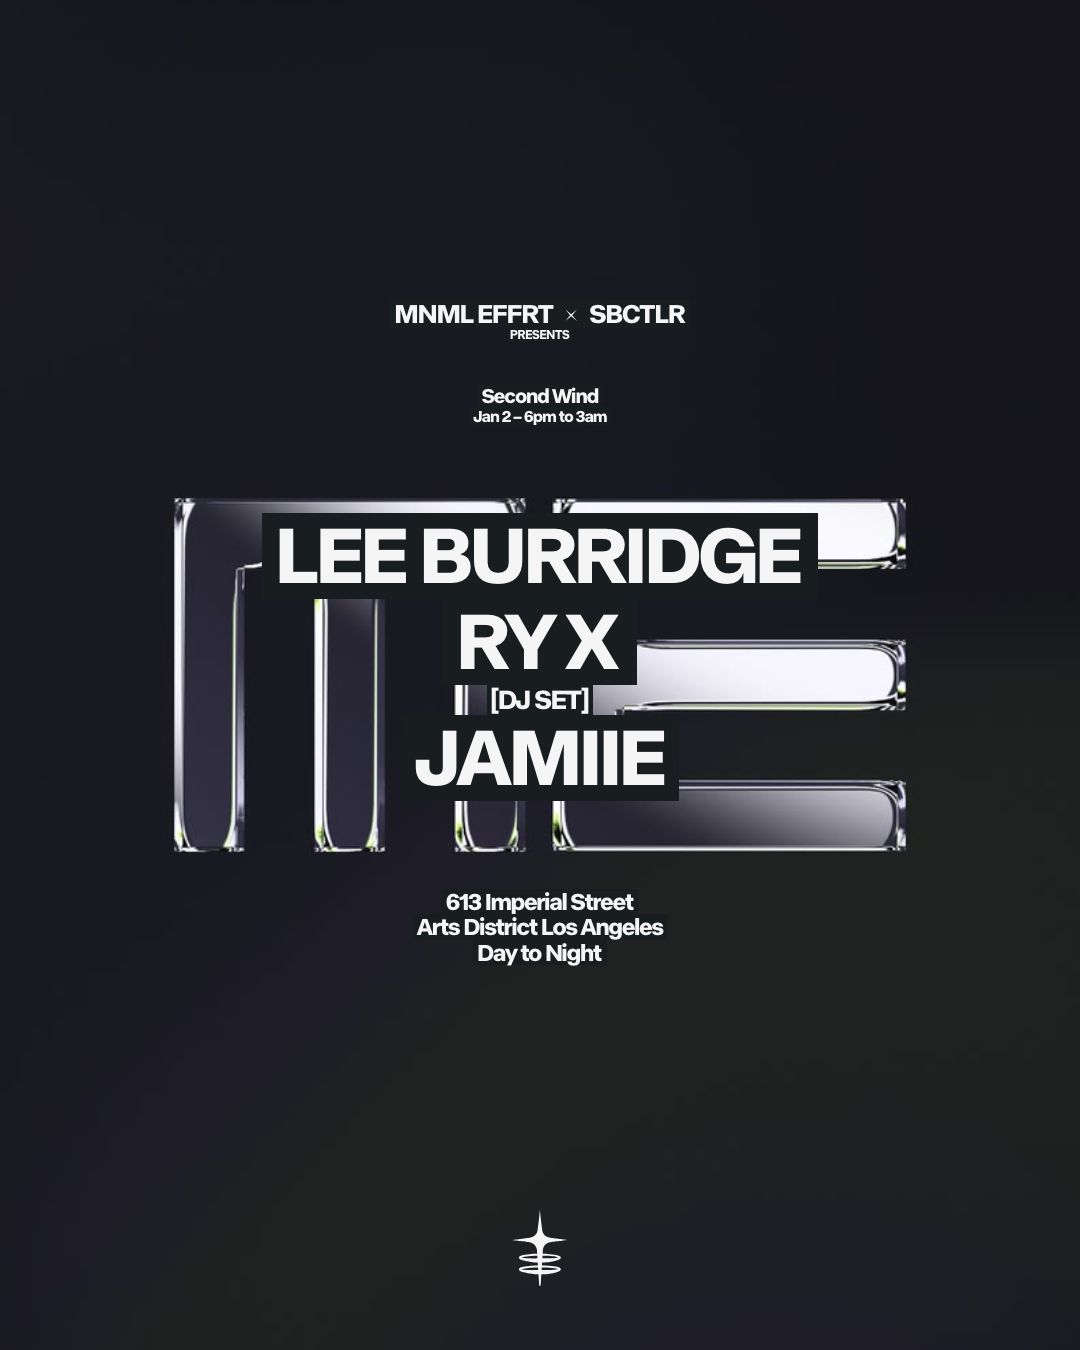 MNML EFFRT × SBCTLR
PRESENTS
Second Wind
Jan 2 – 6pm to 3am
ME
LEE BURRIDGE
RY X
[DJ SET]
JAMIIE
613 Imperial Street
Arts District Los Angeles
Day to Night